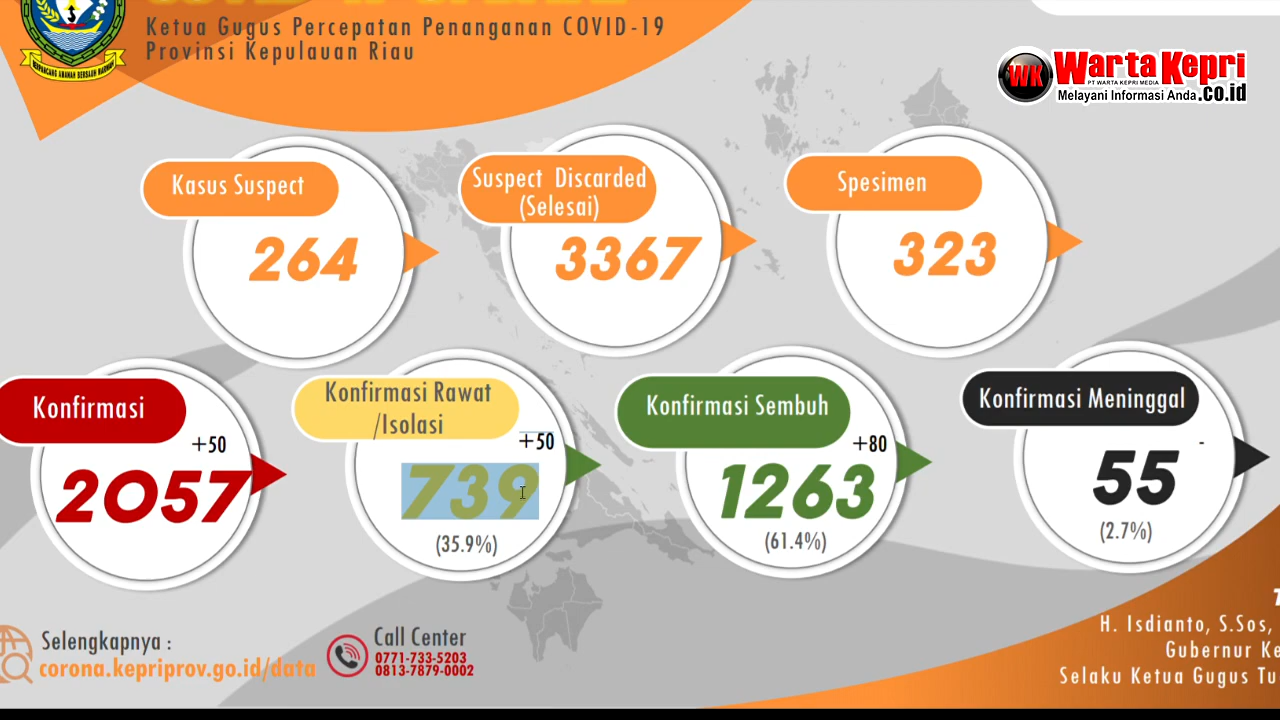 Ketua Gugus Percepatan Penanganan COVID-19
Provinsi Kepulauan Riau
WK
Warta Kepri
PT WARTA KEPRI MEDIA
Melayani Informasi Anda .co.id
Kasus Suspect
264
Suspect Discarded
(Selesai)
3367
Spesimen
323
Konfirmasi
+50
2057
Konfirmasi Rawat
/Isolasi
+50
739
(35.9%)
Konfirmasi Sembuh
+80
1263
(61.4%)
Konfirmasi Meninggal
-
55
(2.7%)
Selengkapnya :
corona.kepriprov.go.id/data
Call Center
0771-733-5203
0813-7879-0002
H. Isdianto, S.Sos,
Gubernur Ke
Selaku Ketua Gugus Tu